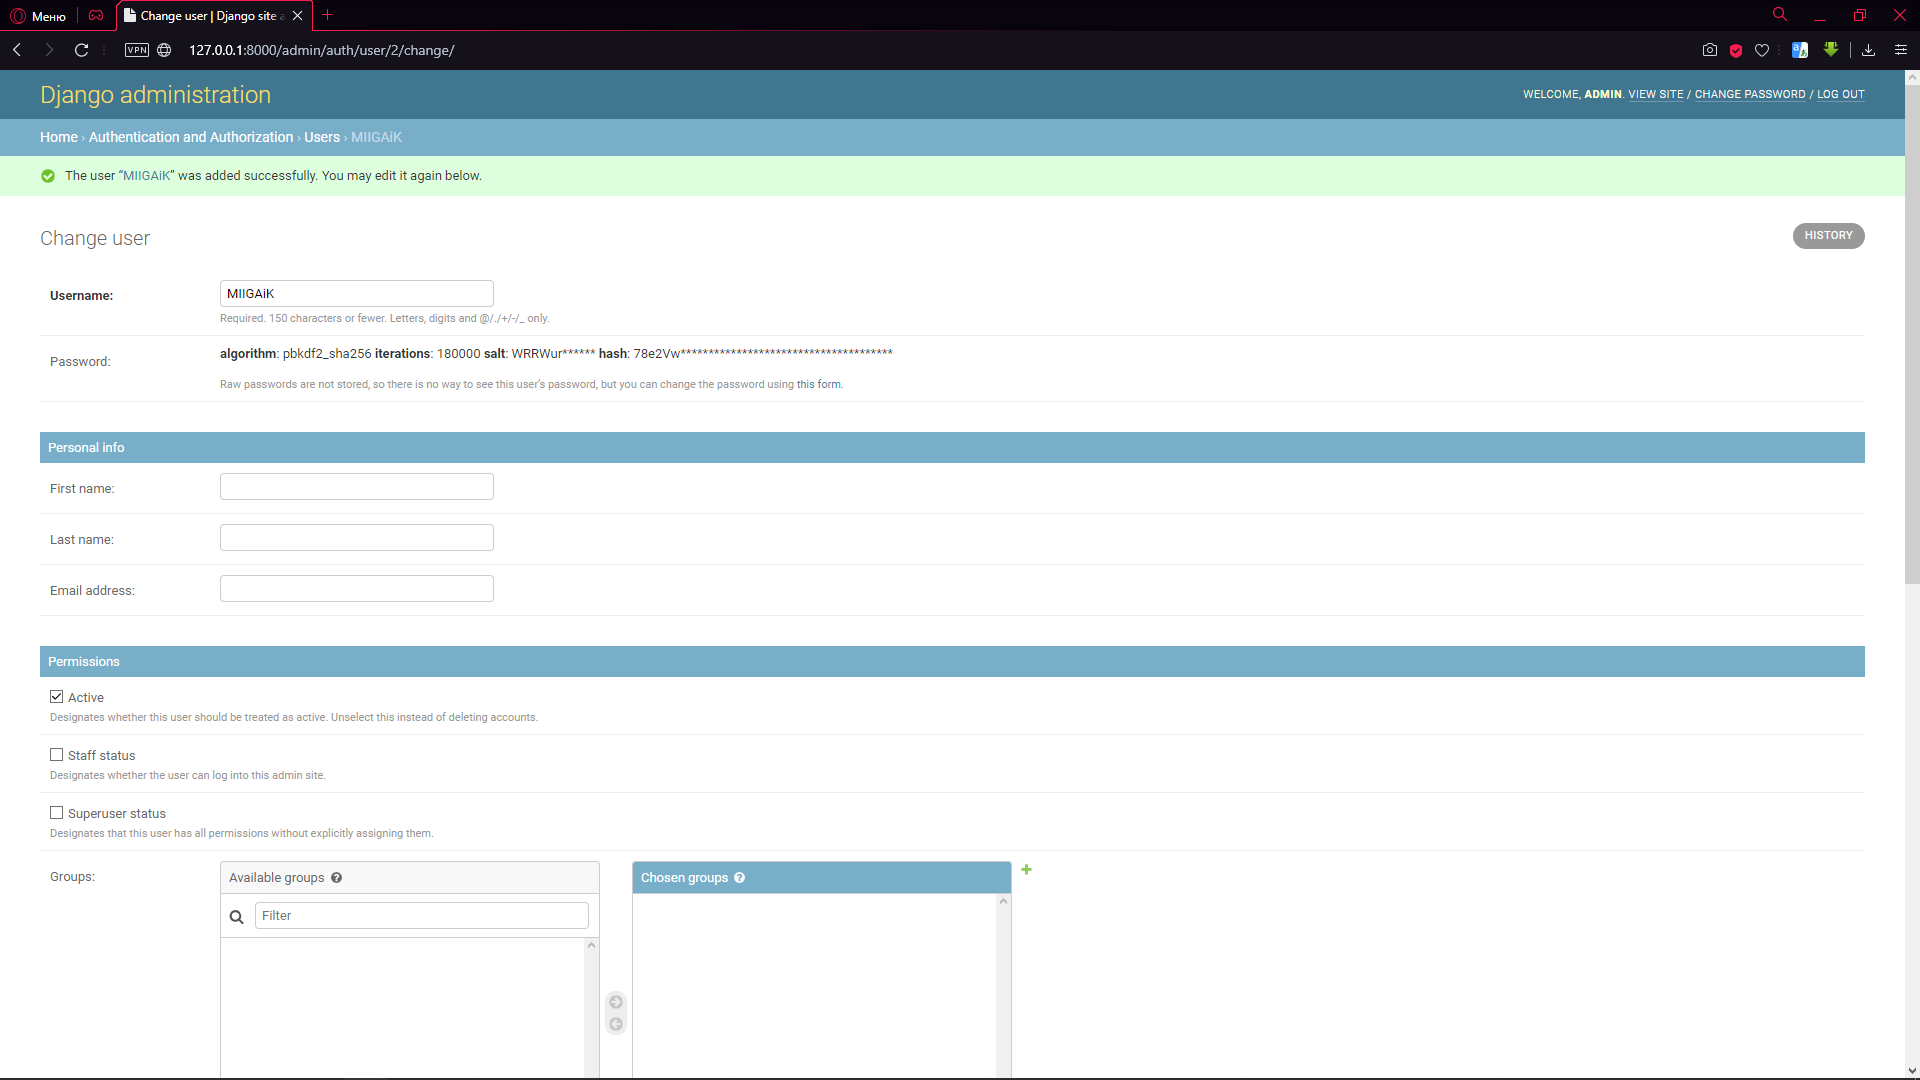 Меню
Change user | Django site a
VPN
127.0.0.1:8000/admin/auth/user/2/change/
Django administration
WELCOME, ADMIN. VIEW SITE / CHANGE PASSWORD / LOG OUT
Home › Authentication and Authorization › Users › MIIGAiK
The user “MIIGAiK” was added successfully. You may edit it again below.
Change user
HISTORY
Username:
MIIGAiK
Required. 150 characters or fewer. Letters, digits and @/./+/-/_ only.
Password:
algorithm: pbkdf2_sha256 iterations: 180000 salt: WRRWur****** hash: 78e2Vw**************************************
Raw passwords are not stored, so there is no way to see this user’s password, but you can change the password using this form.
Personal info
First name:
Last name:
Email address:
Permissions
Active
Designates whether this user should be treated as active. Unselect this instead of deleting accounts.
Staff status
Designates whether the user can log into this admin site.
Superuser status
Designates that this user has all permissions without explicitly assigning them.
Groups:
Available groups
Chosen groups
Filter